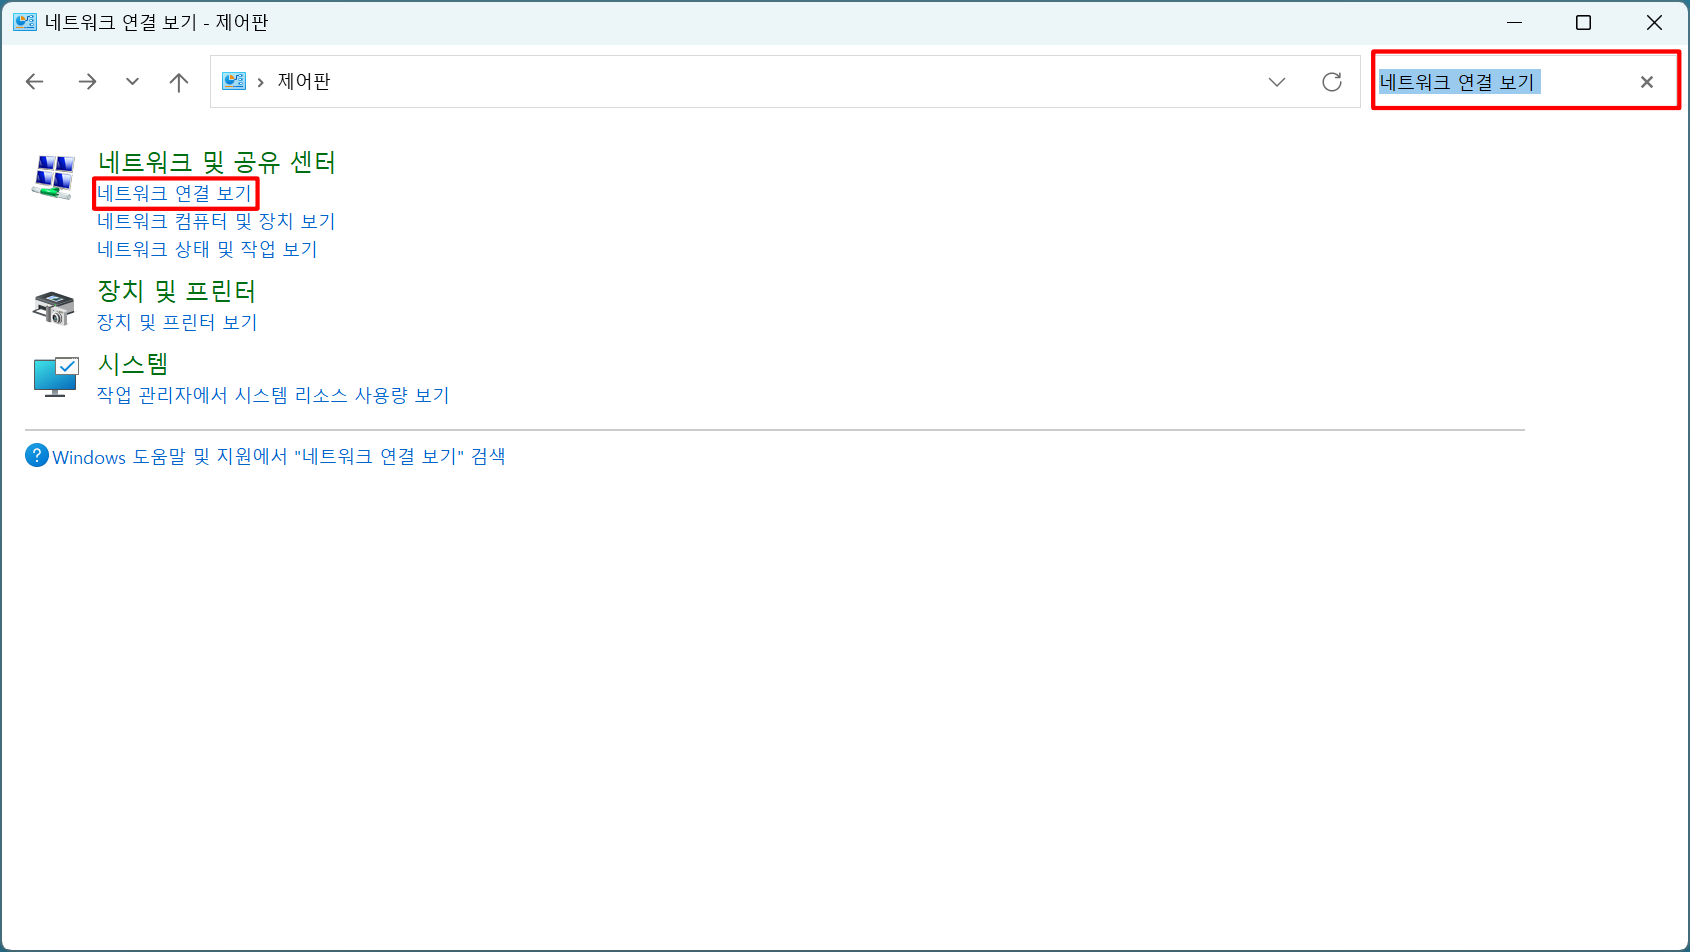 네트워크 연결 보기 - 제어판
제어판
네트워크 연결 보기
네트워크 및 공유 센터
네트워크 연결 보기
네트워크 컴퓨터 및 장치 보기
네트워크 상태 및 작업 보기
장치 및 프린터
장치 및 프린터 보기
시스템
작업 관리자에서 시스템 리소스 사용량 보기
Windows 도움말 및 지원에서 "네트워크 연결 보기" 검색